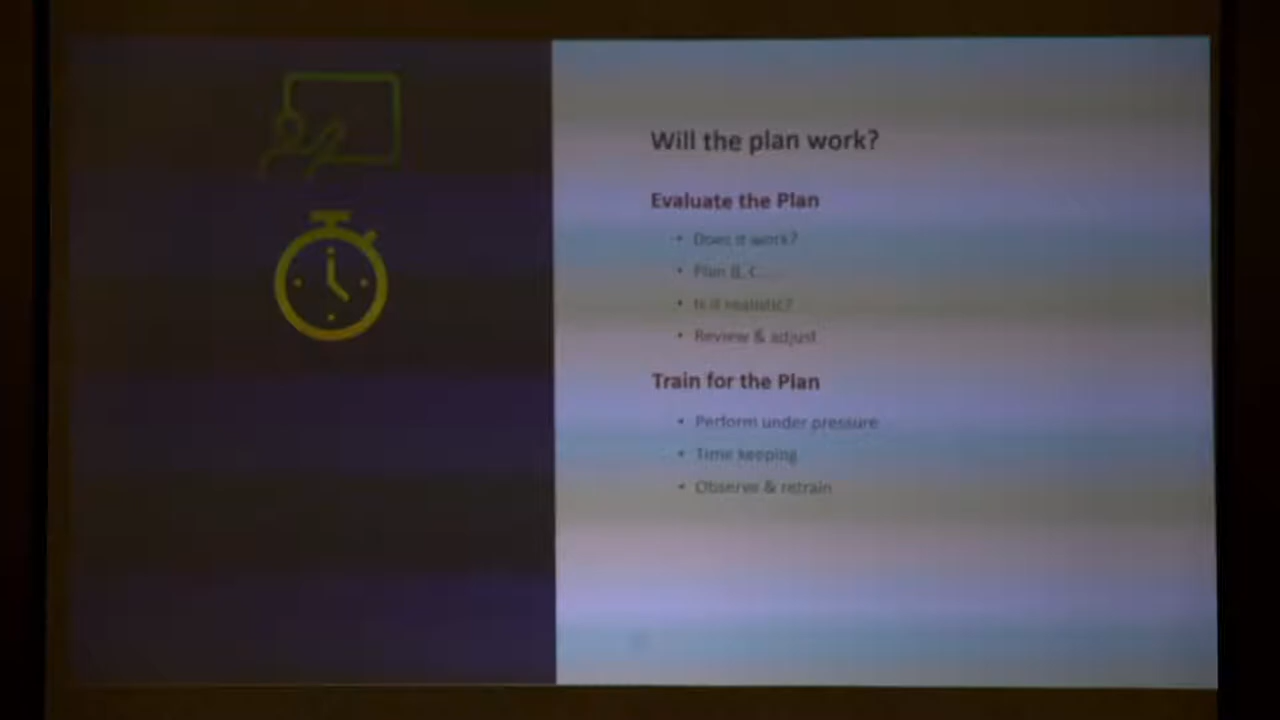 Will the plan work?
Evaluate the Plan
• Does it work?
• Plan B, C...
• Is it realistic?
• Review & adjust
Train for the Plan
• Perform under pressure
• Time keeping
• Observe & retrain